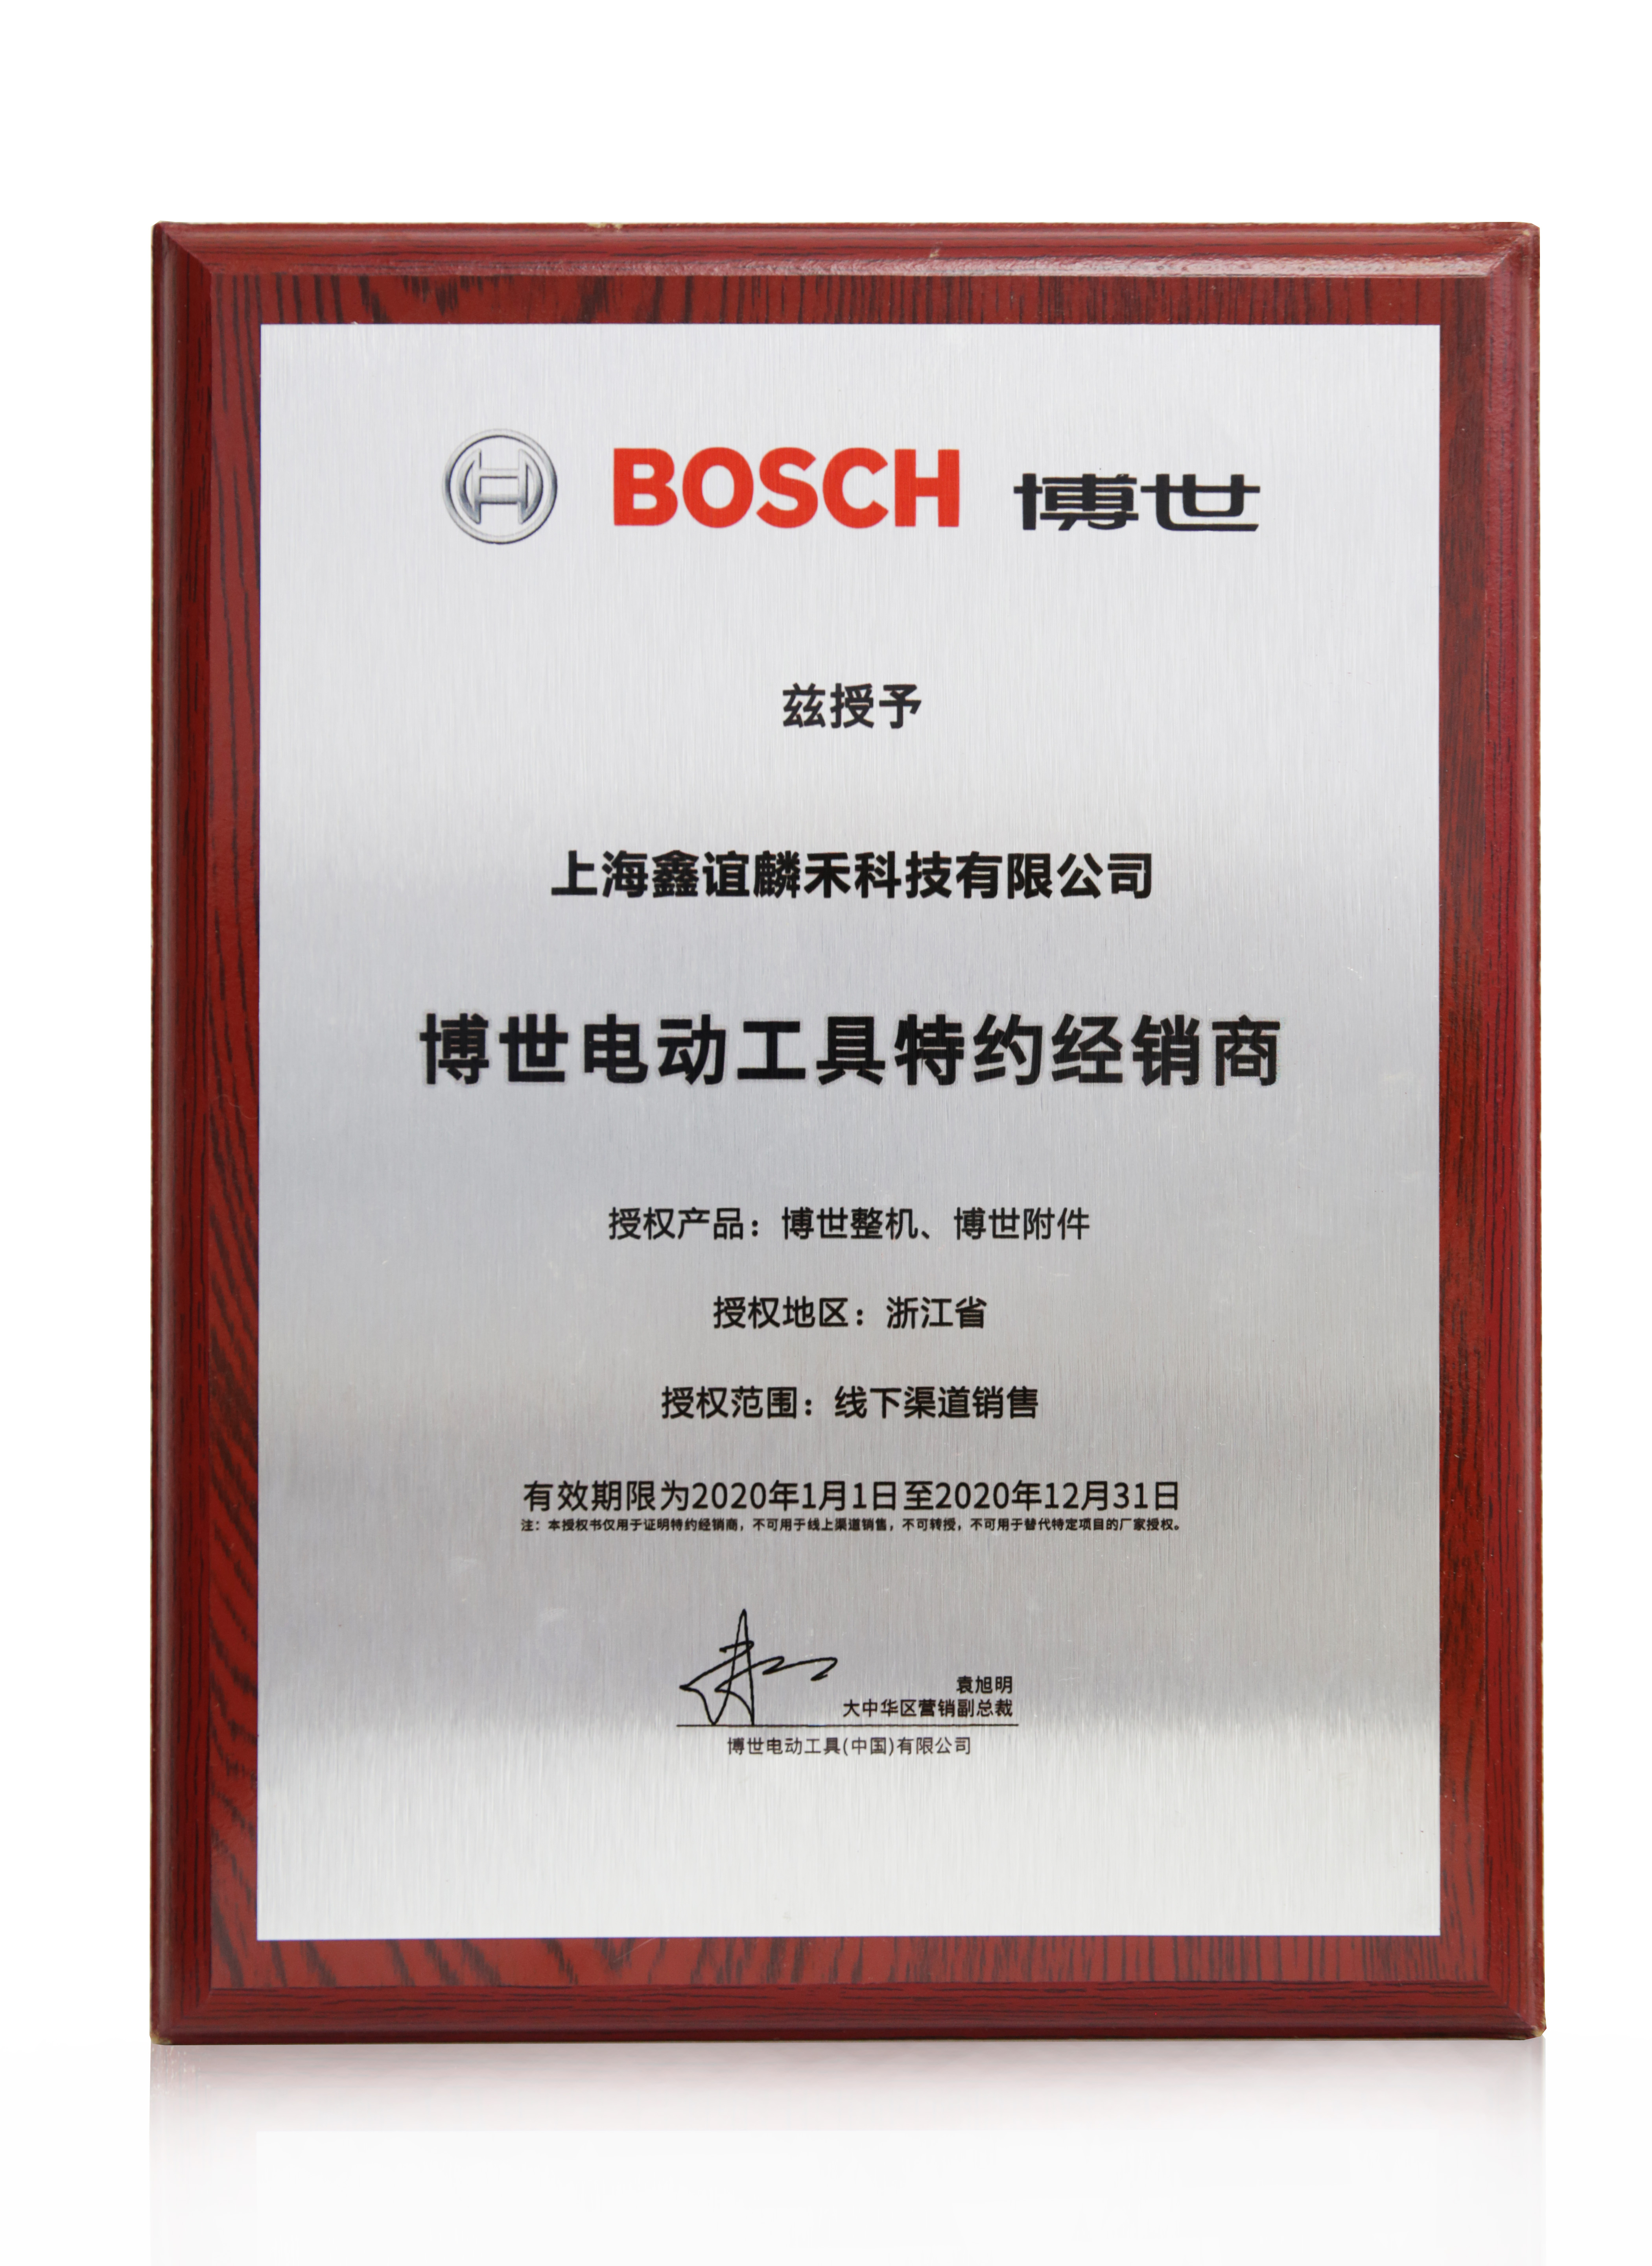 BOSCH 博世
兹授予
上海鑫谊麟禾科技有限公司
博世电动工具特约经销商
授权产品：博世整机、博世附件
授权地区：浙江省
授权范围：线下渠道销售
有效期限为2020年1月1日至2020年12月31日
注：本授权书仅用于证明特约经销商，不可用于线上渠道销售，不可转授，不可用于替代特定项目的厂家授权。
袁旭明
大中华区营销副总裁
博世电动工具(中国)有限公司